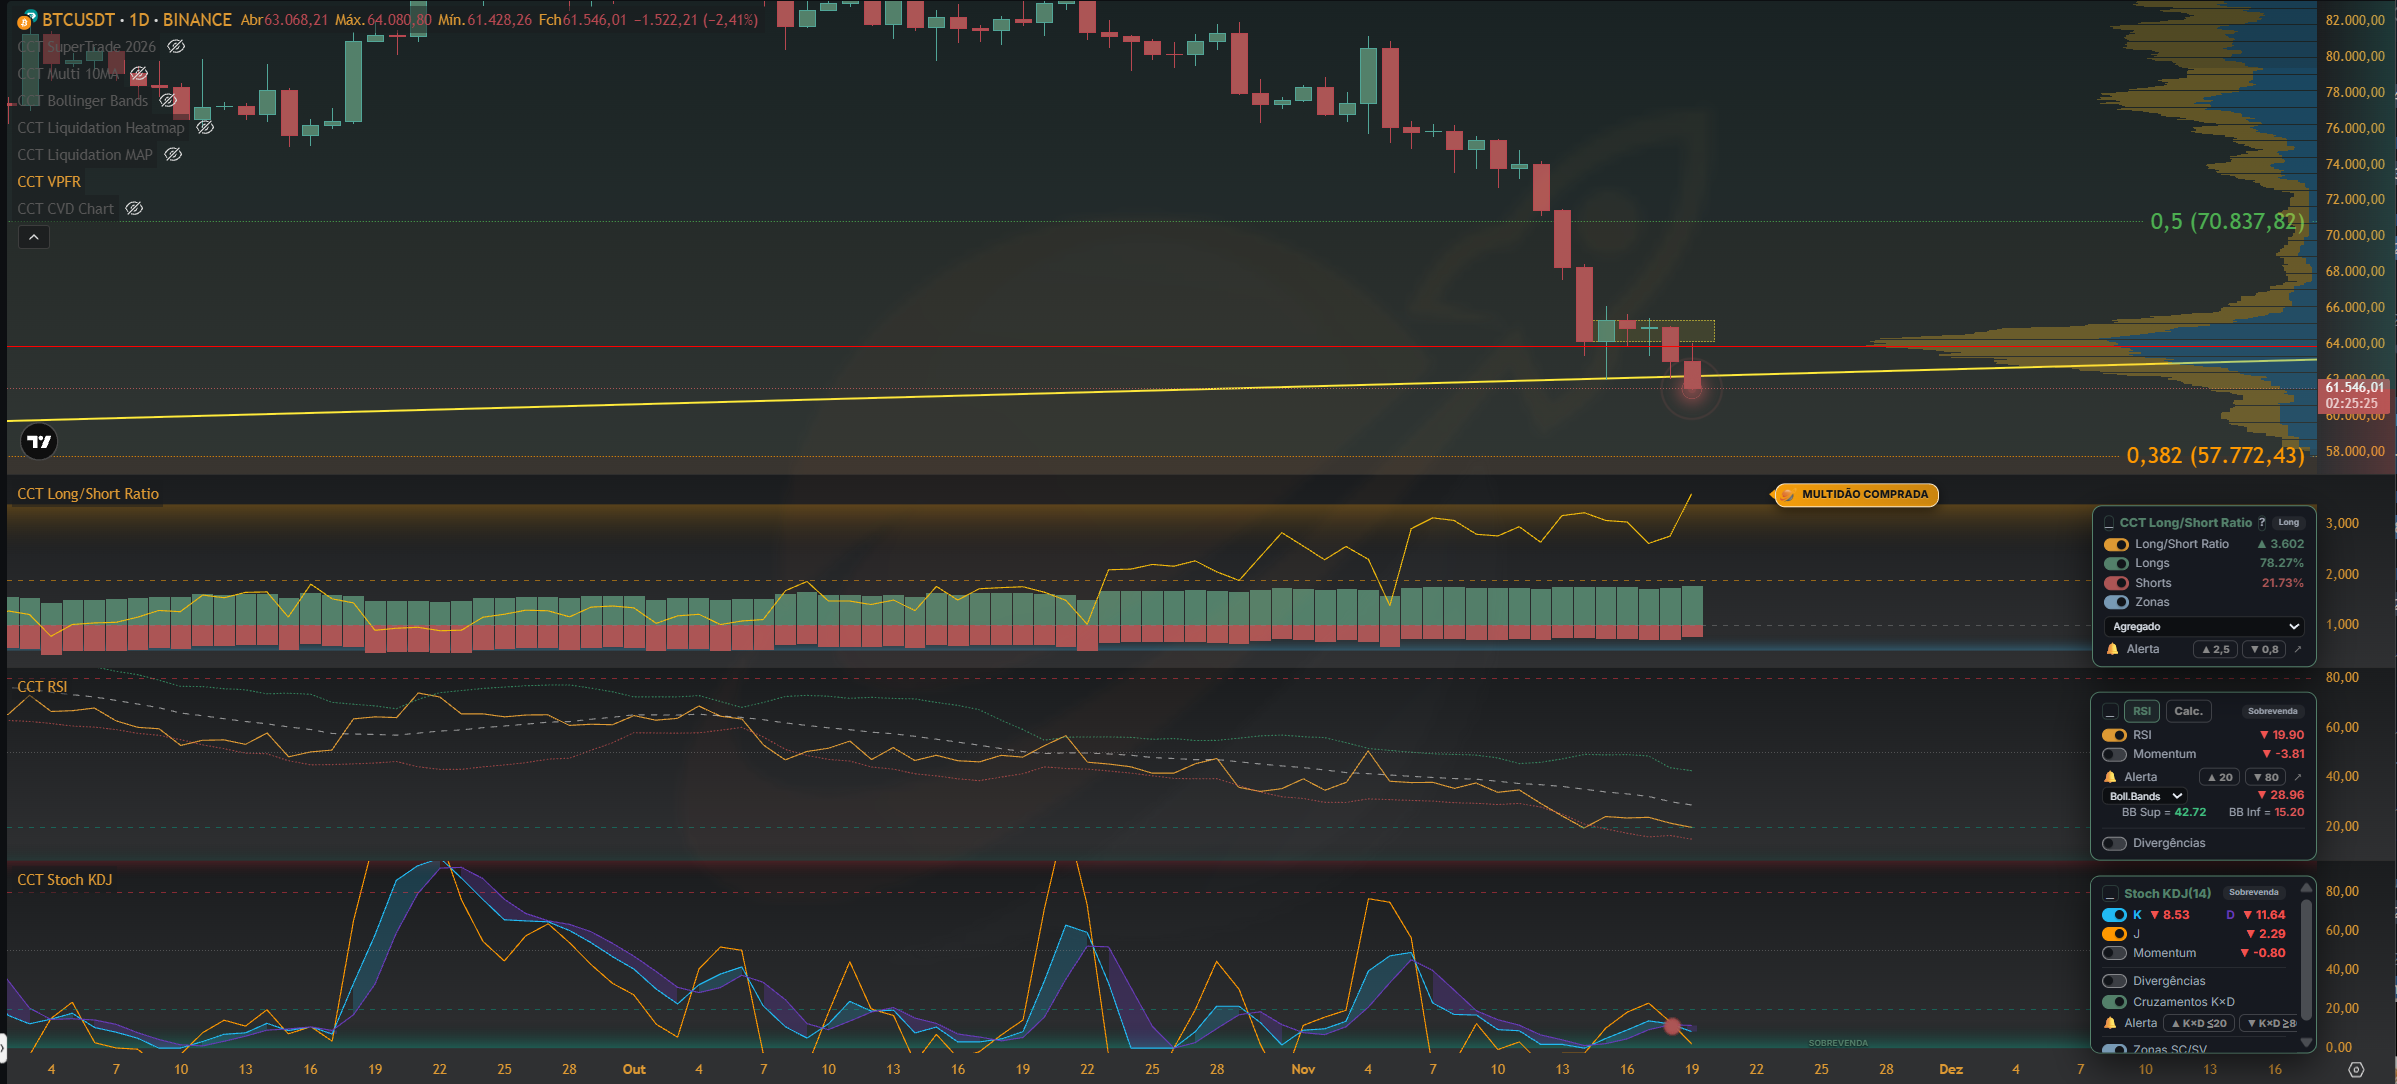 BTCUSDT · 1D · BINANCE Abr63.068,21 Máx.64.080,80 Mín.61.428,26 Fch61.546,01 −1.522,21 (−2,41%)
CCT SuperTrade 2026
CCT Multi 10MA
CCT Bollinger Bands
CCT Liquidation Heatmap
CCT Liquidation MAP
CCT VPFR
CCT CVD Chart
82.000,00
80.000,00
78.000,00
76.000,00
74.000,00
72.000,00
0,5 (70.837,82)
70.000,00
68.000,00
66.000,00
64.000,00
61.546,01
02:25:25
60.000,00
0,382 (57.772,43)
58.000,00
CCT Long/Short Ratio
MULTIDÃO COMPRADA
CCT Long/Short Ratio ? Long
Long/Short Ratio ▲ 3.602
Longs 78.27%
Shorts 21.73%
Zonas
Agregado
Alerta ▲ 2,5 ▼ 0,8 ↗
3,000
2,000
1,000
CCT RSI
RSI Calc. Sobrevenda
RSI ▼ 19.90
Momentum ▼ -3.81
Alerta ▲ 20 ▼ 80 ↗
Boll.Bands ▼ 28.96
BB Sup = 42.72 BB Inf = 15.20
Divergências
80,00
60,00
40,00
20,00
CCT Stoch KDJ
SOBREVENDA
Stoch KDJ(14) Sobrevenda
K ▼ 8.53 D ▼ 11.64
J ▼ 2.29
Momentum ▼ -0.80
Divergências
Cruzamentos K×D
Alerta ▲ K×D ≤20 ▼ K×D ≥8
Zonas SC/SV
80,00
60,00
40,00
20,00
0,00
4 7 10 13 16 19 22 25 28 Out 4 7 10 13 16 19 22 25 28 Nov 4 7 10 13 16 19 22 25 28 Dez 4 7 10 13 16